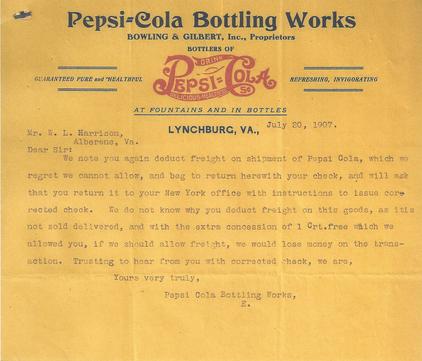 Pepsi=Cola Bottling Works
BOWLING & GILBERT, Inc., Proprietors
BOTTLERS OF
GUARANTEED PURE and HEALTHFUL
DRINK
PEPSI=COLA
DELICIOUS HEALTHFUL
5¢
REFRESHING, INVIGORATING
AT FOUNTAINS AND IN BOTTLES
LYNCHBURG, VA., July 20, 1907.
Mr. W. L. Harrison,
Alberene, Va.
Dear Sir:
We note you again deduct freight on shipment of Pepsi Cola, which we
regret we cannot allow, and beg to return herewith your check, and will ask
that you return it to your New York office with instructions to issue cor=
rected check. We do not know why you deduct freight on this goods, as itis
not sold delivered, and with the extra concession of 1 Crt.free which we
allowed you, if we should allow freight, we would lose money on the trans-
action. Trusting to hear from you with corrected check, we are,
Yours very truly,
Pepsi Cola Bottling Works,
E.